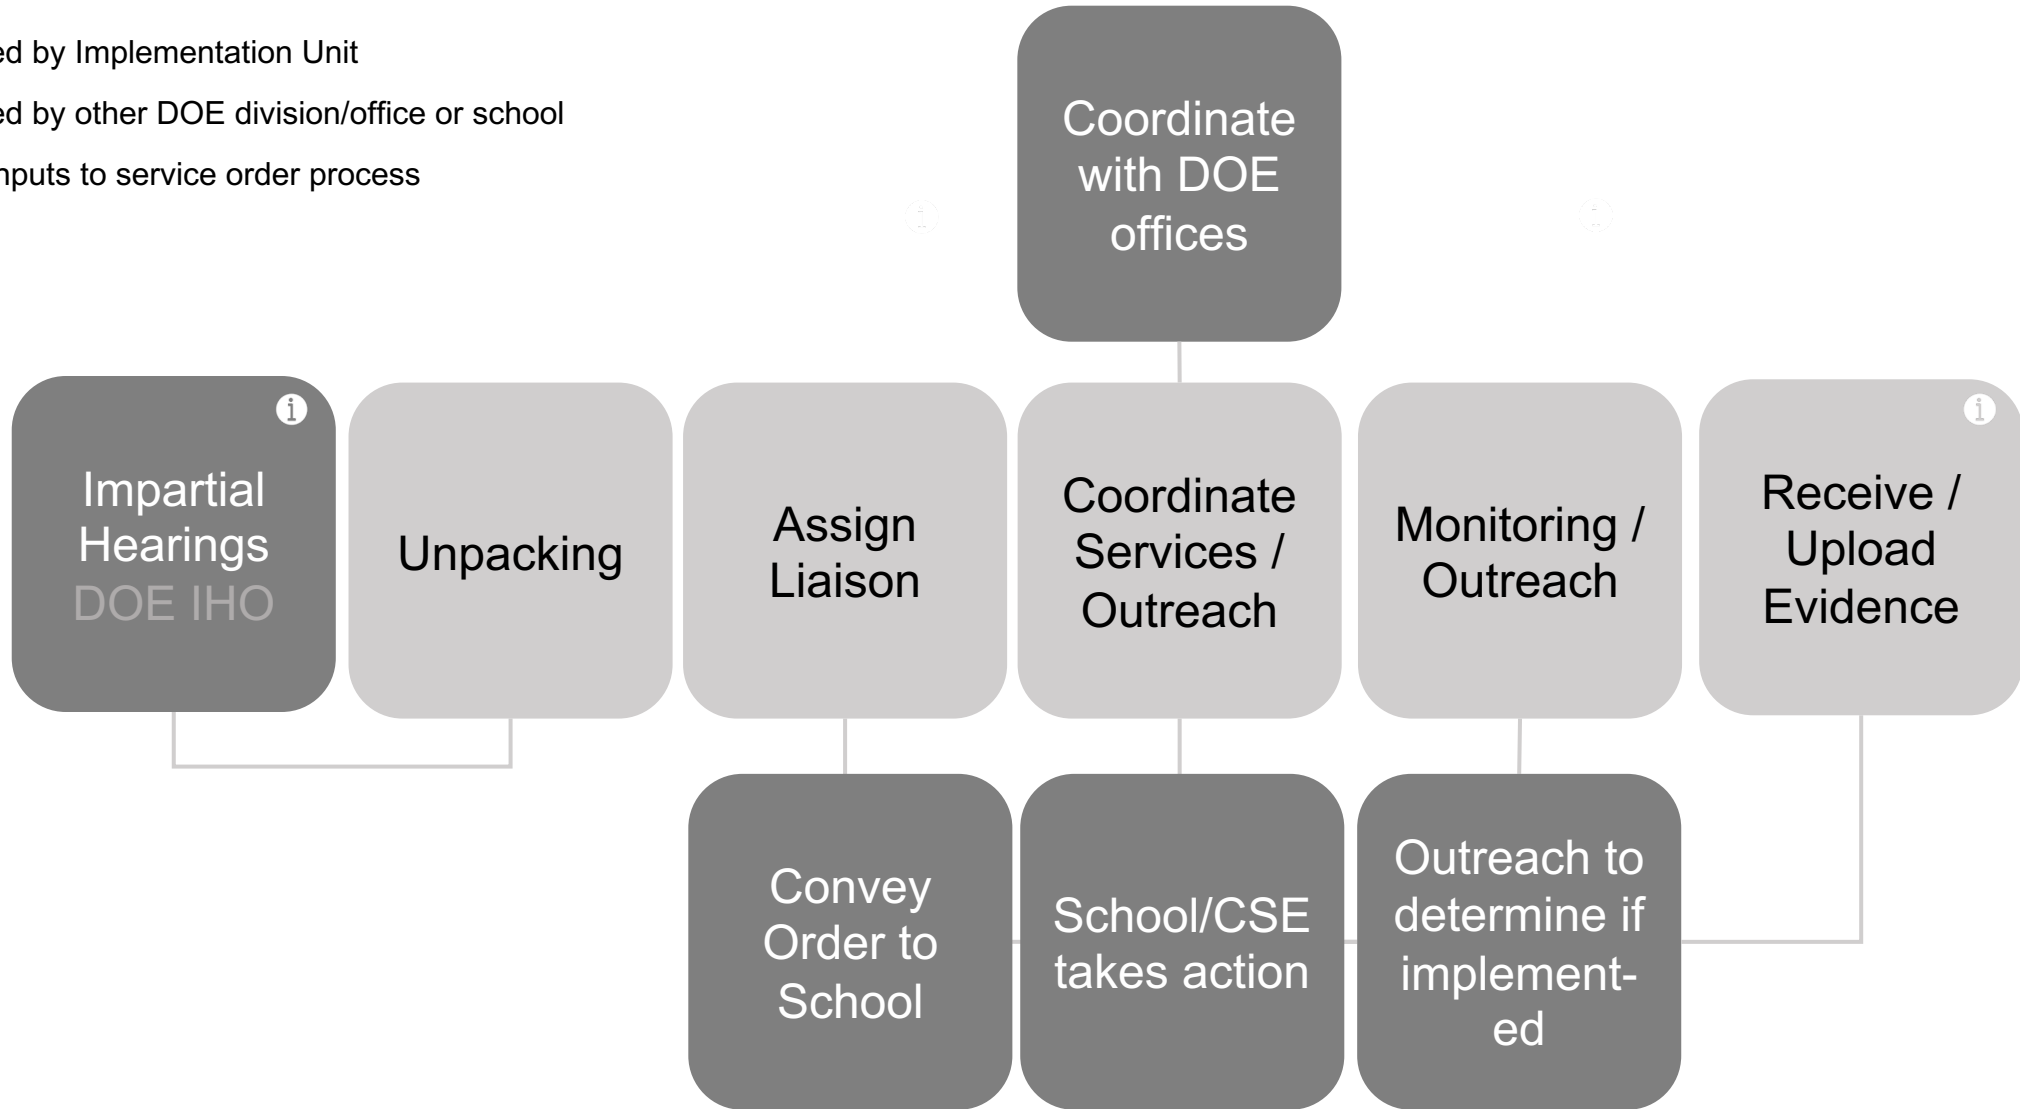 ed by Implementation Unit
ed by other DOE division/office or school
nputs to service order process
Coordinate
with DOE
offices
Impartial
Hearings
DOE IHO
Unpacking
Assign
Liaison
Coordinate
Services /
Outreach
Monitoring /
Outreach
Receive /
Upload
Evidence
Convey
Order to
School
School/CSE
takes action
Outreach to
determine if
implement-
ed